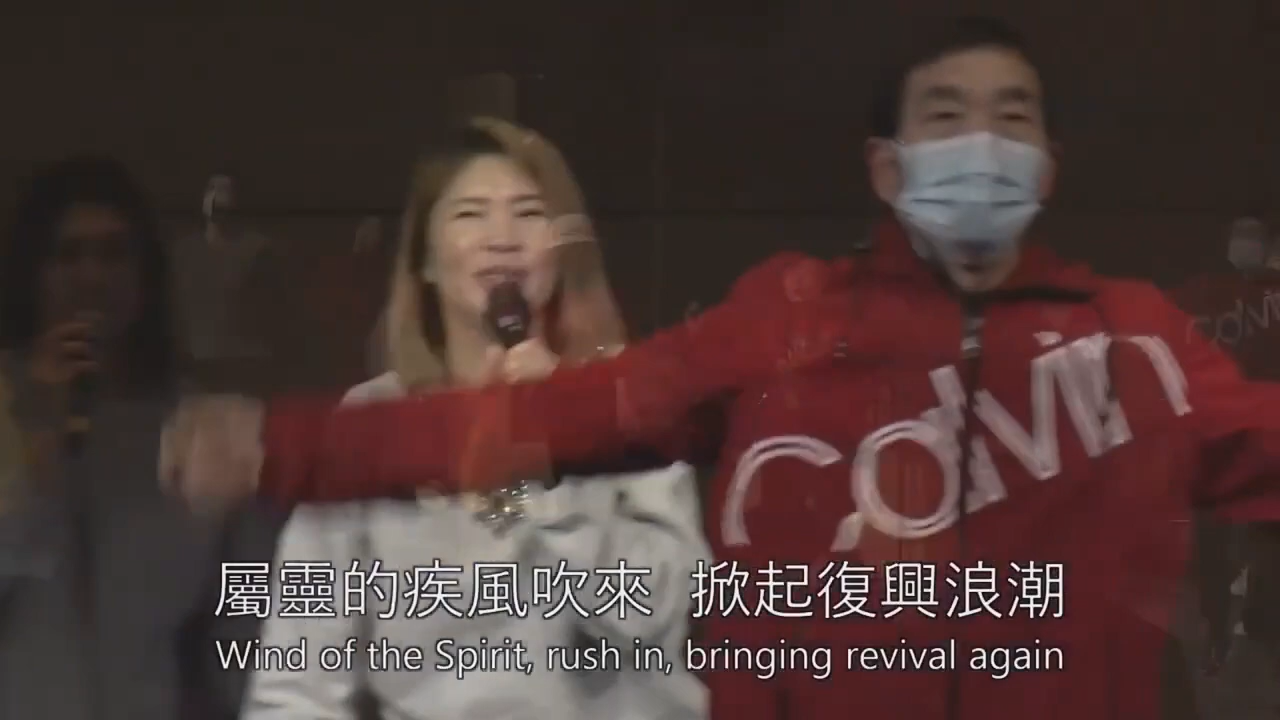 Calvin
屬靈的疾風吹來 掀起復興浪潮
Wind of the Spirit, rush in, bringing revival again